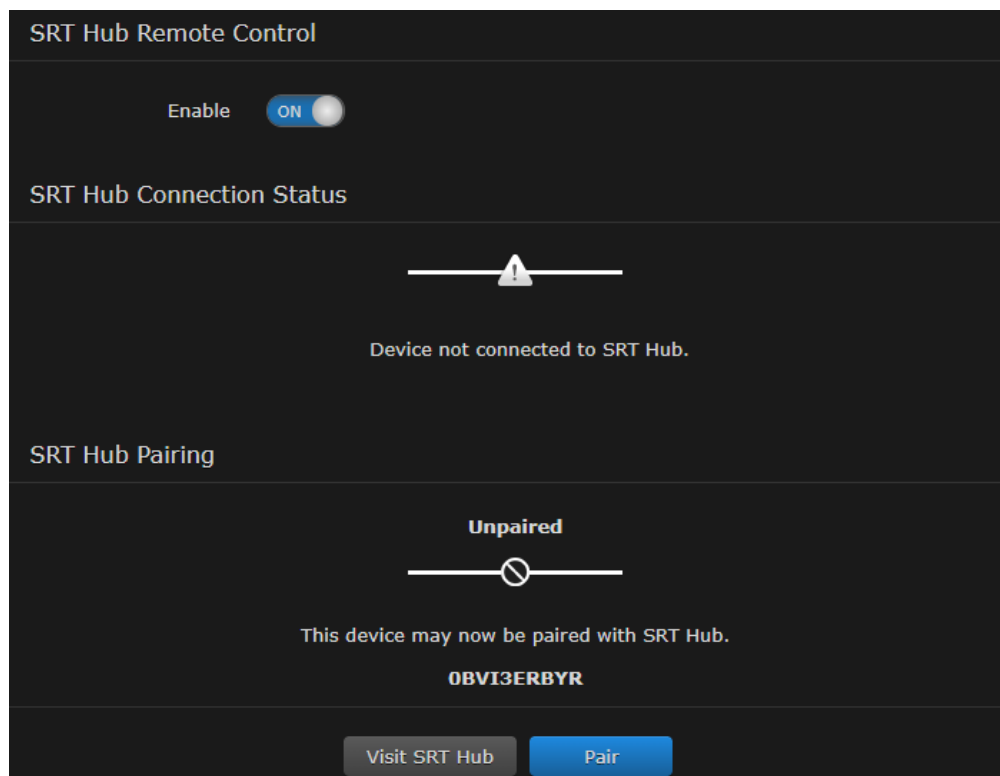 SRT Hub Remote Control
Enable ON
SRT Hub Connection Status
Device not connected to SRT Hub.
SRT Hub Pairing
Unpaired
This device may now be paired with SRT Hub.
0BVI3ERBYR
Visit SRT Hub Pair